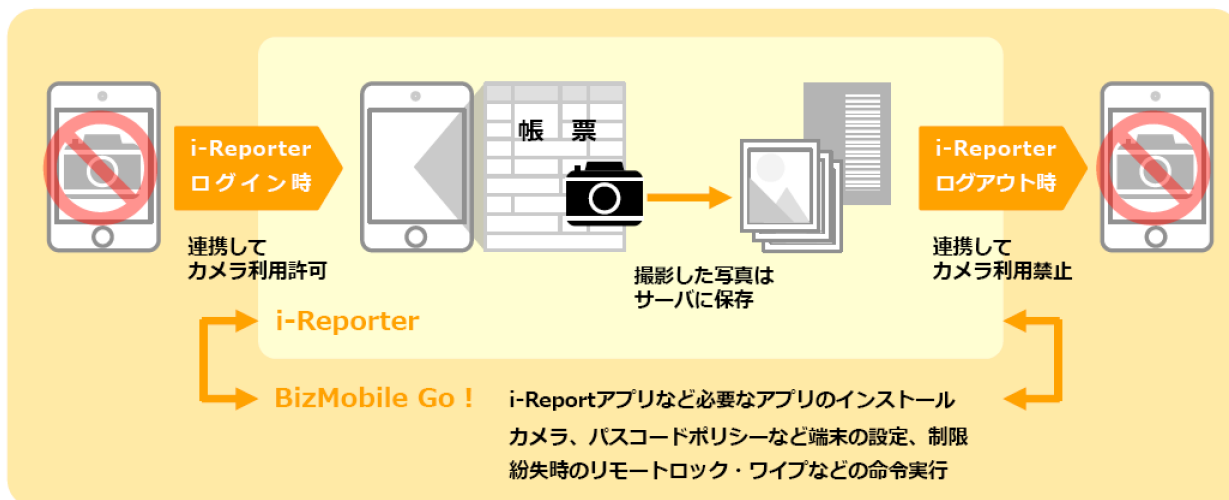 帳 票
i-Reporter
ログイン時
i-Reporter
ログアウト時
連携して
カメラ利用許可
撮影した写真は
サーバに保存
連携して
カメラ利用禁止
i-Reporter
BizMobile Go !
i-Reportアプリなど必要なアプリのインストール
カメラ、パスコードポリシーなど端末の設定、制限
紛失時のリモートロック・ワイプなどの命令実行